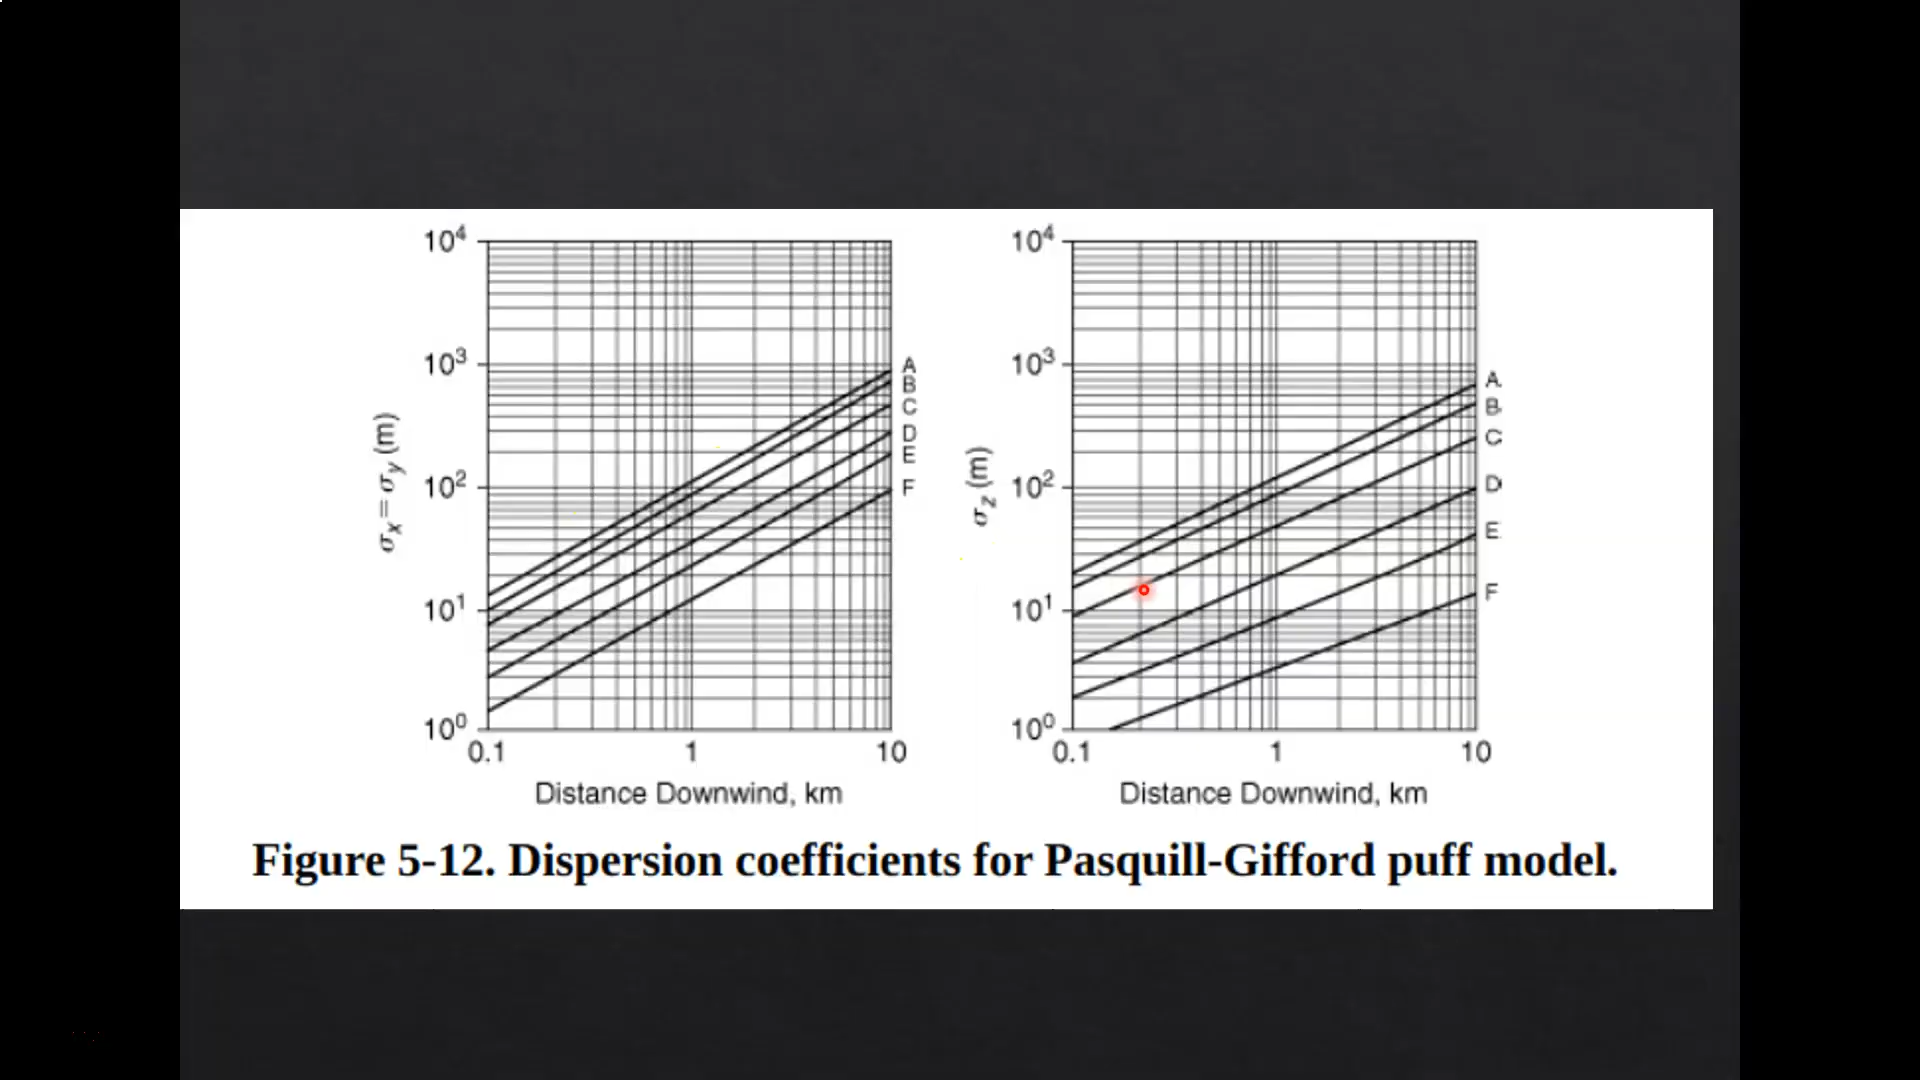 10⁴
10³
10²
10¹
10⁰
σx = σy (m)
0.1 1 10
Distance Downwind, km
A
B
C
D
E
F
10⁴
10³
10²
10¹
10⁰
σz (m)
0.1 1 10
Distance Downwind, km
A
B
C
D
E
F
Figure 5-12. Dispersion coefficients for Pasquill-Gifford puff model.